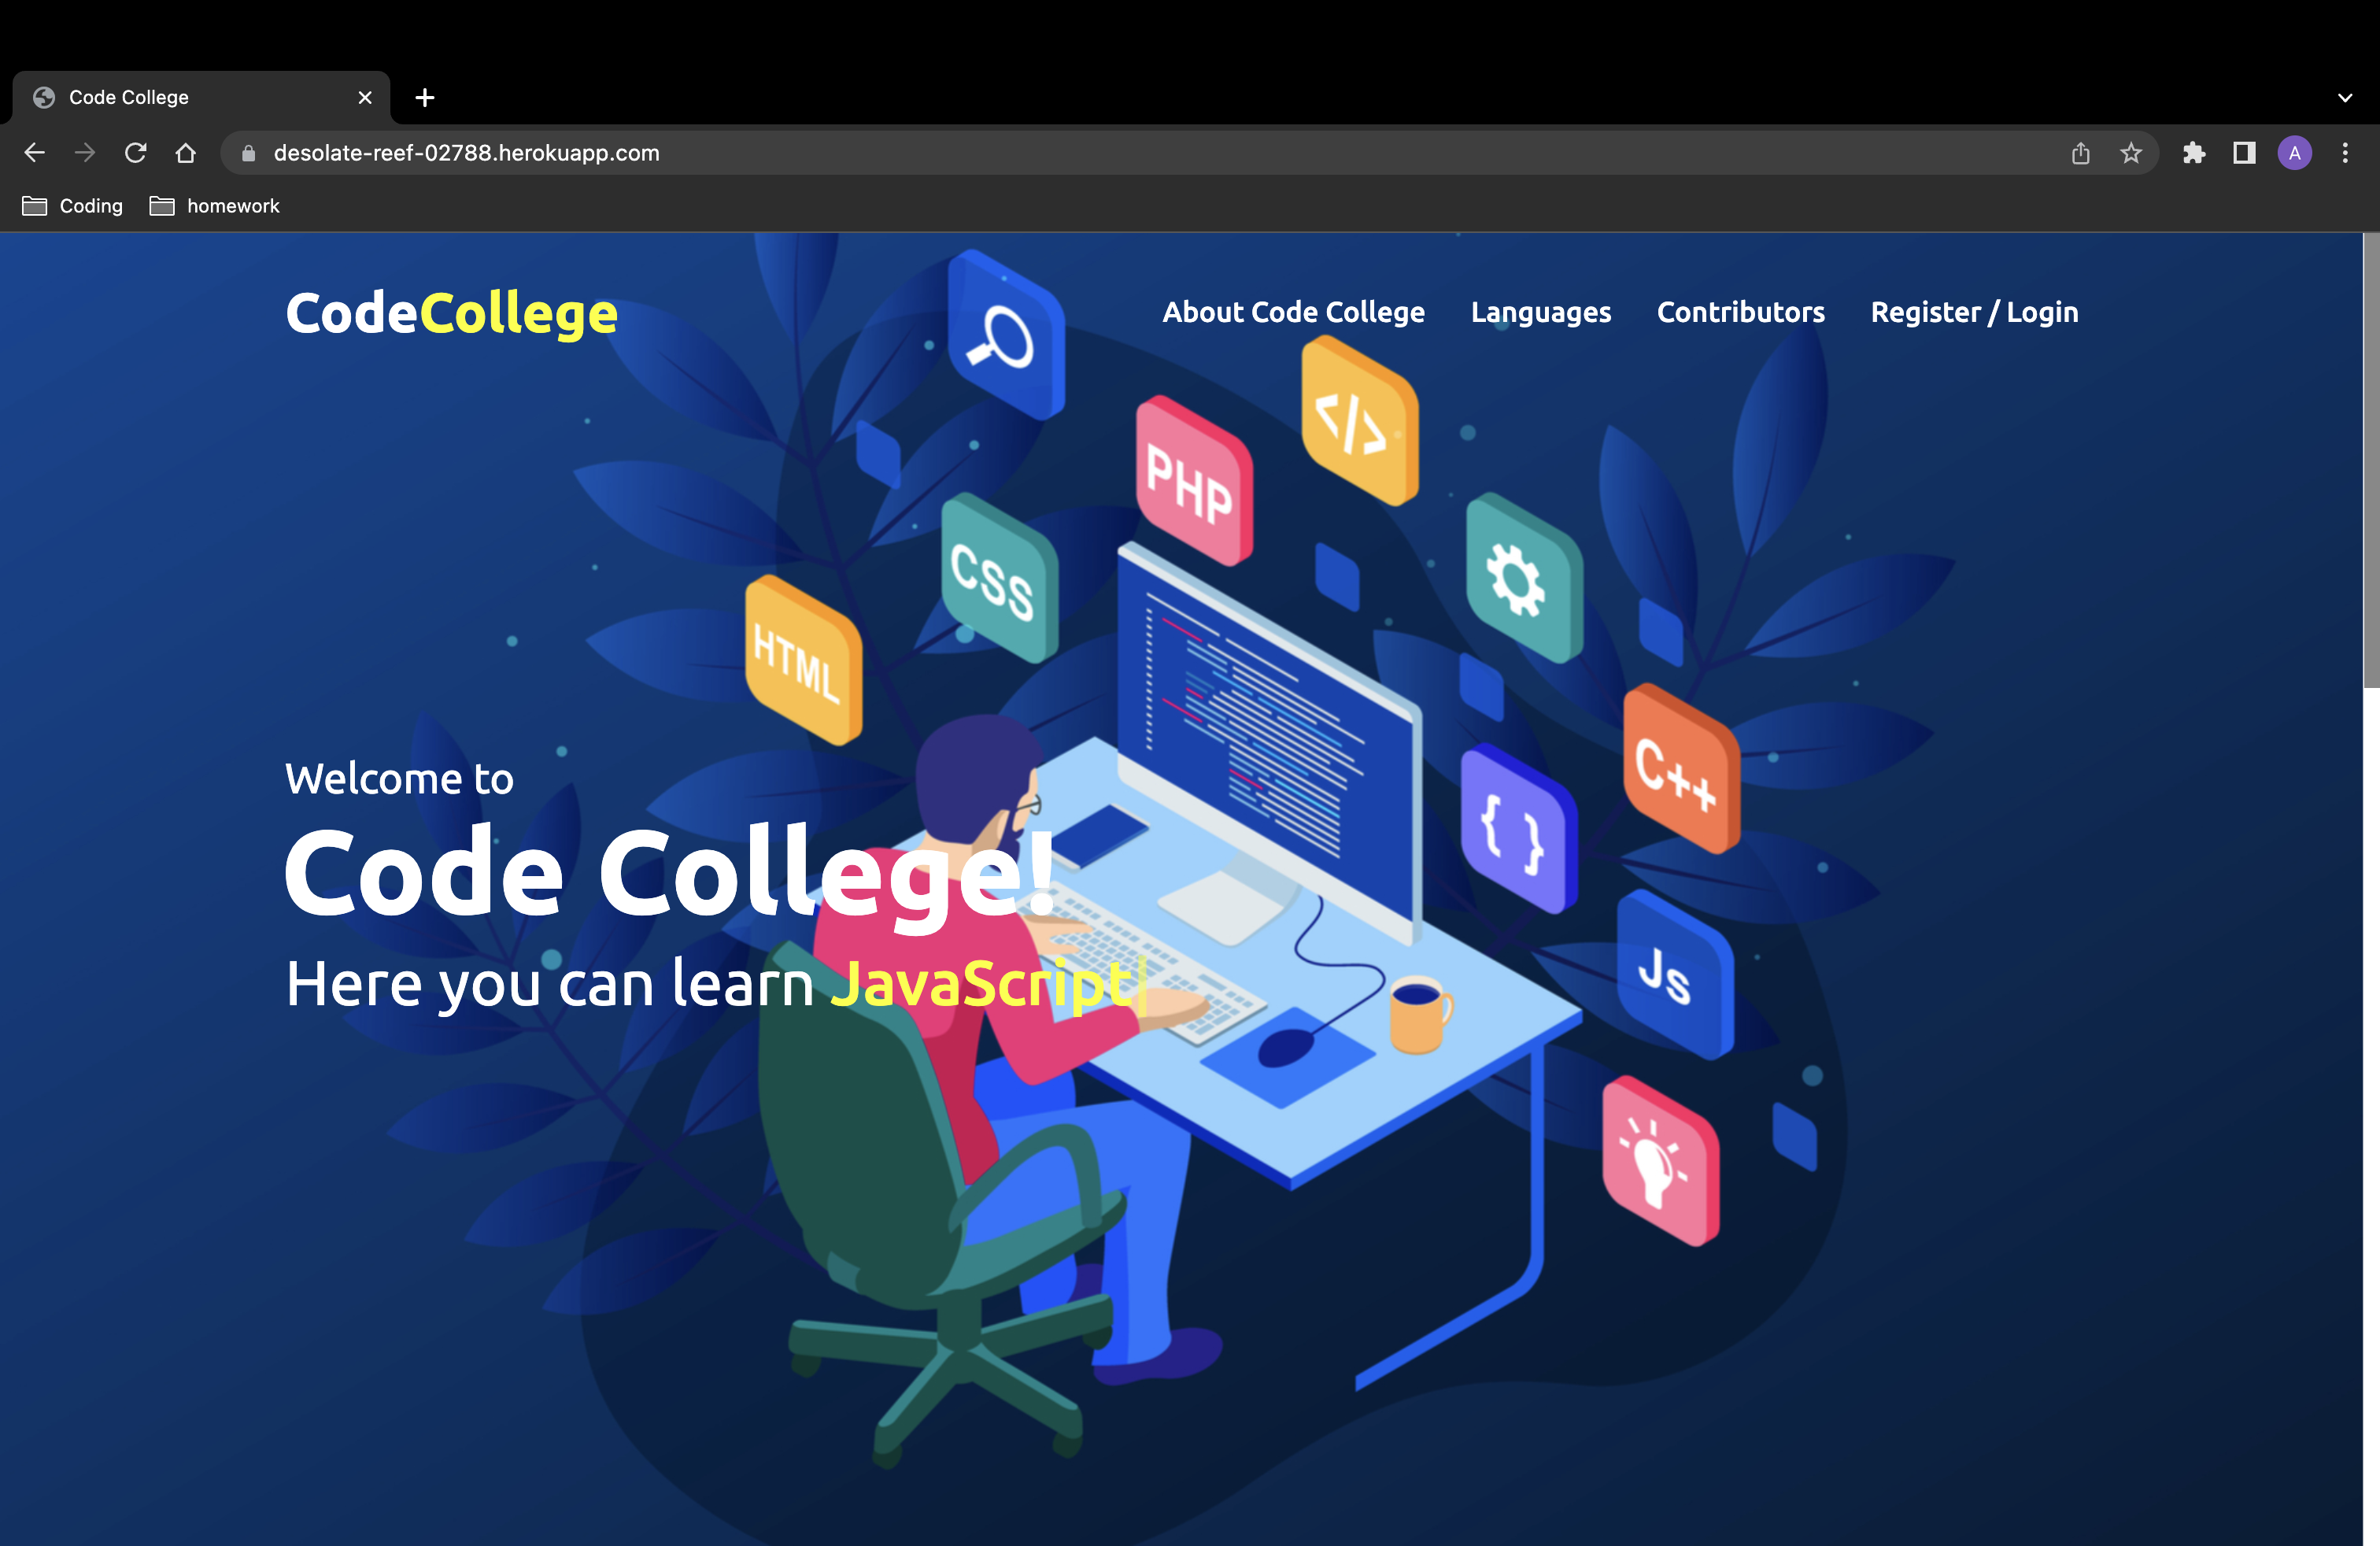 Code College
desolate-reef-02788.herokuapp.com
A
Coding homework
CodeCollege
About Code College Languages Contributors Register / Login
</>
PHP
CSS
HTML
C++
{ }
Welcome to
Code College!
Js
Here you can learn JavaScript